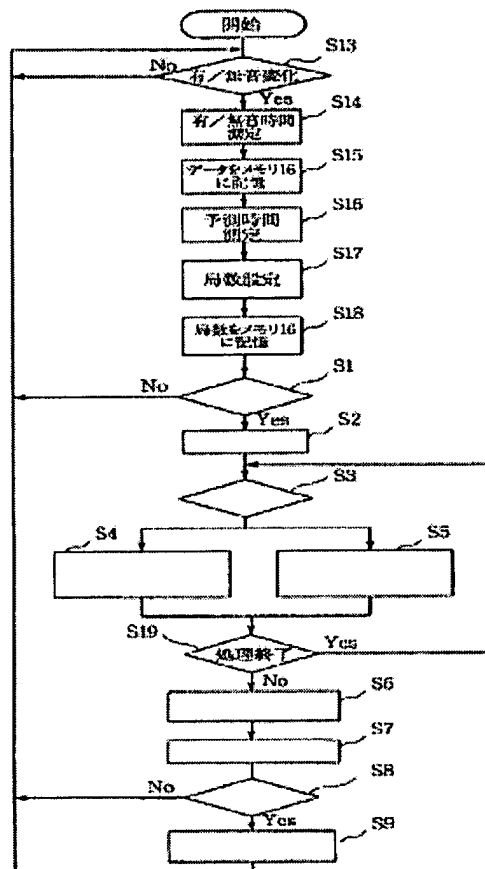 開始
S13
No
有/無音変化
Yes
S14
有/無音時間
測定
S15
データをメモリ16
に記憶
S16
予測時間
測定
S17
局数設定
S18
局数をメモリ16
に記憶
S1
No
Yes
S2
S3
S4
S5
S19
処理終了
Yes
No
S6
S7
S8
No
Yes
S9